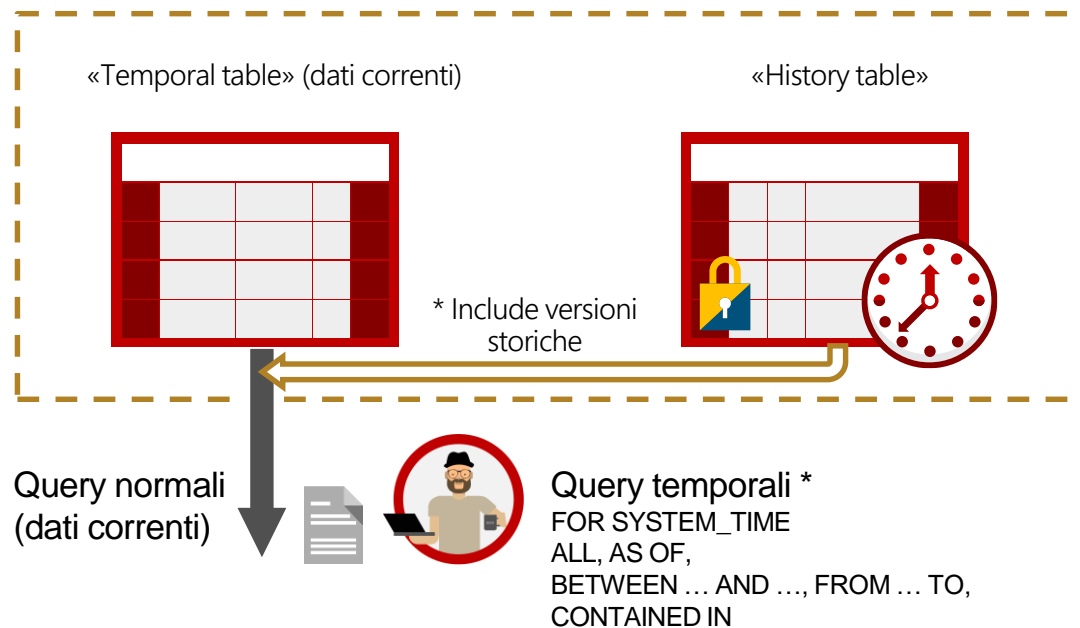 «Temporal table» (dati correnti)
«History table»
* Include versioni
storiche
Query normali
(dati correnti)
Query temporali *
FOR SYSTEM_TIME
ALL, AS OF,
BETWEEN … AND …, FROM … TO,
CONTAINED IN